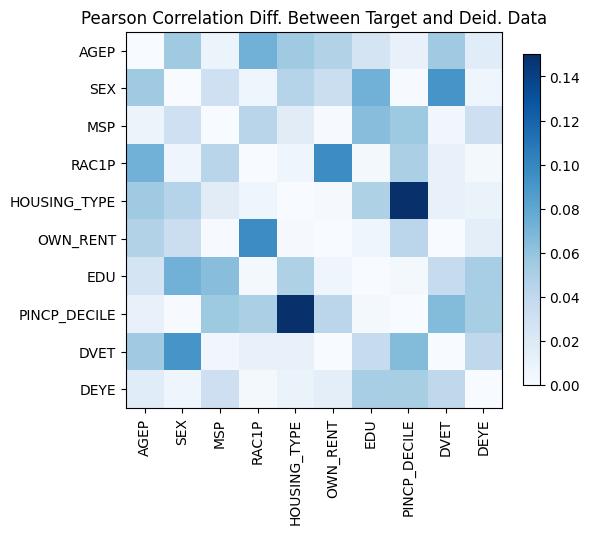 Pearson Correlation Diff. Between Target and Deid. Data
AGEP
SEX
MSP
RAC1P
HOUSING_TYPE
OWN_RENT
EDU
PINCP_DECILE
DVET
DEYE
AGEP
SEX
MSP
RAC1P
HOUSING_TYPE
OWN_RENT
EDU
PINCP_DECILE
DVET
DEYE
0.14
0.12
0.10
0.08
0.06
0.04
0.02
0.00